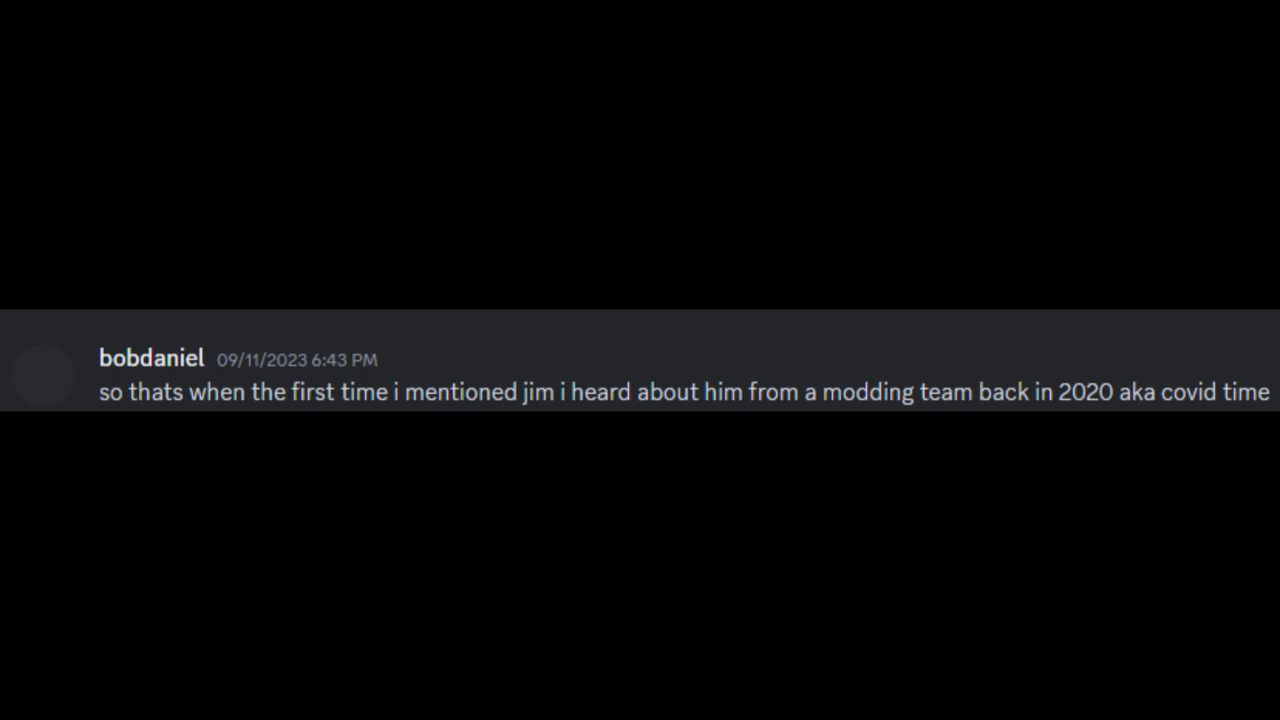 bobdaniel 09/11/2023 6:43 PM
so thats when the first time i mentioned jim i heard about him from a modding team back in 2020 aka covid time